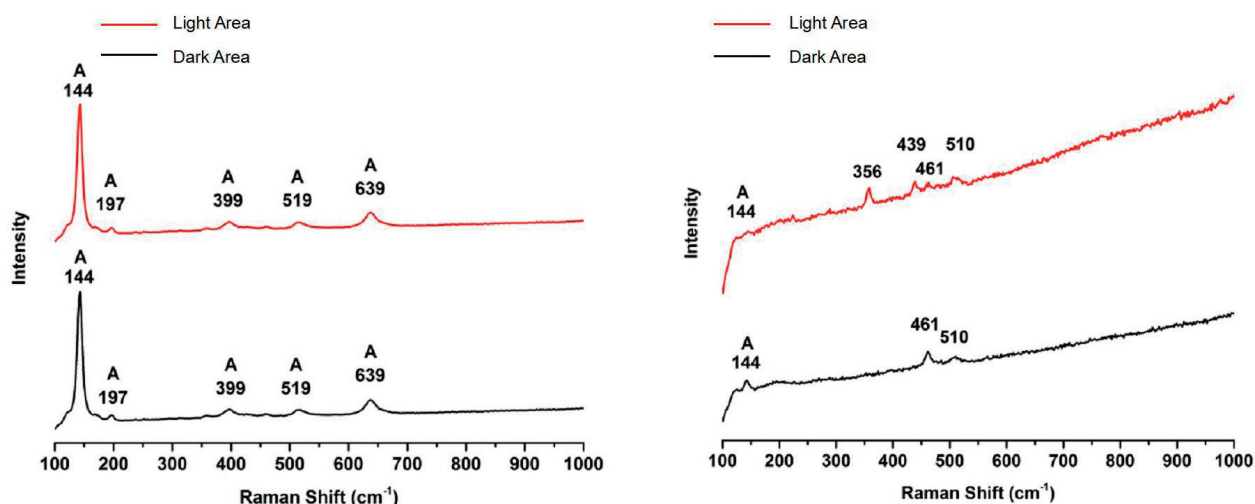 Light Area
Dark Area
A
144
A
197
A
399
A
519
A
639
A
144
A
197
A
399
A
519
A
639
Intensity
100 200 300 400 500 600 700 800 900 1000
Raman Shift (cm⁻¹)
Light Area
Dark Area
A
144
356
439
461
510
A
144
461
510
Intensity
100 200 300 400 500 600 700 800 900 1000
Raman Shift (cm⁻¹)